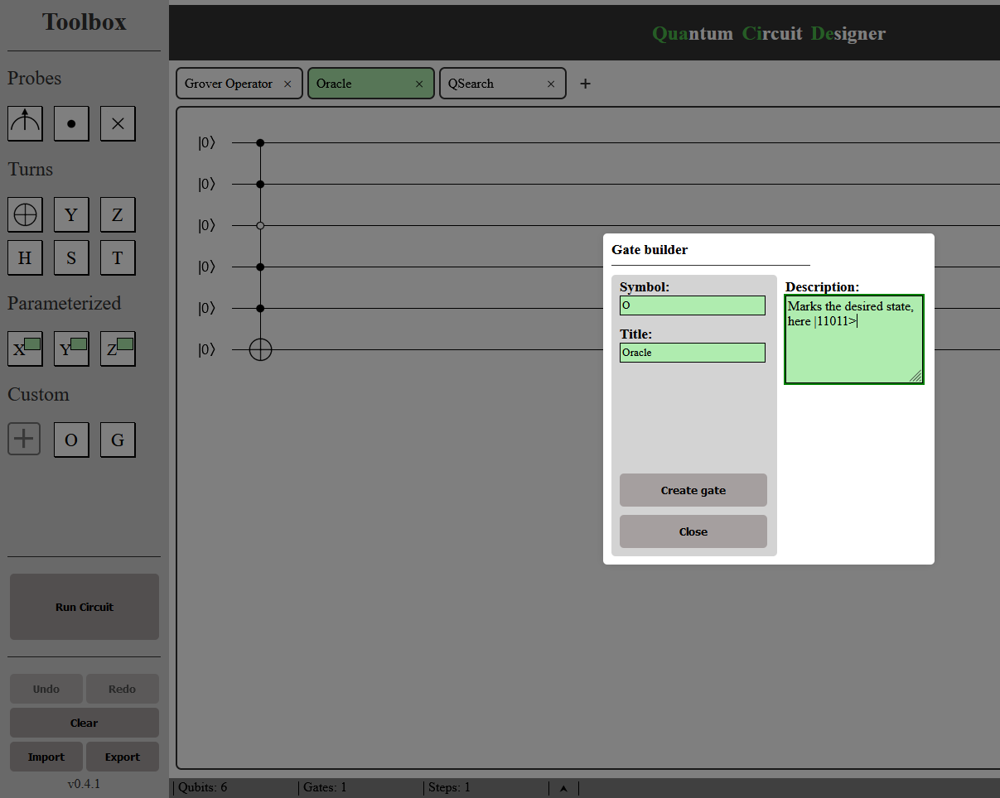 Toolbox
Quantum Circuit Designer
Probes
Grover Operator ×
Oracle ×
QSearch ×
+
|0⟩
|0⟩
|0⟩
|0⟩
|0⟩
|0⟩
Turns
Y Z
H S T
Parameterized
X Y Z
Custom
O G
Gate builder
Symbol:
O
Title:
Oracle
Create gate
Close
Description:
Marks the desired state,
here |11011>
Run Circuit
Undo Redo
Clear
Import Export
v0.4.1
Qubits: 6 Gates: 1 Steps: 1